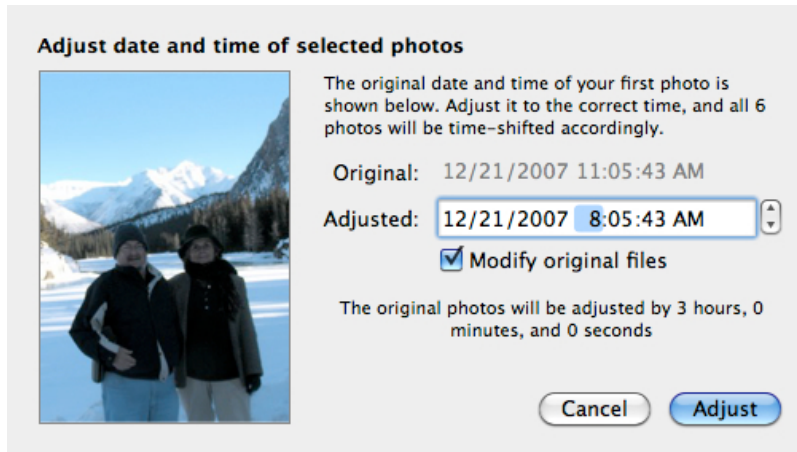 Adjust date and time of selected photos
The original date and time of your first photo is
shown below. Adjust it to the correct time, and all 6
photos will be time-shifted accordingly.
Original: 12/21/2007 11:05:43 AM
Adjusted: 12/21/2007 8:05:43 AM
Modify original files
The original photos will be adjusted by 3 hours, 0
minutes, and 0 seconds
Cancel Adjust